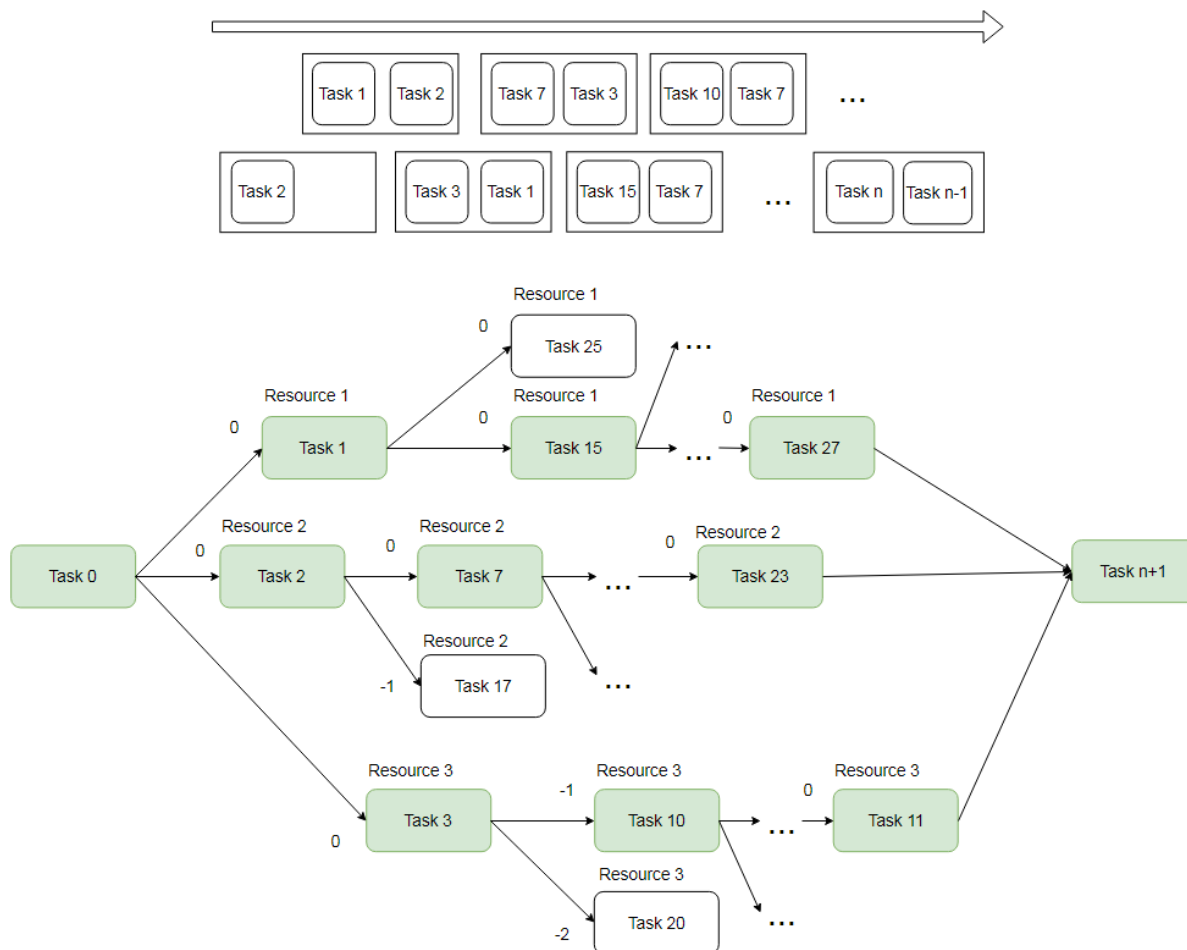 Task 1 Task 2 Task 7 Task 3 Task 10 Task 7 ...
Task 2 Task 3 Task 1 Task 15 Task 7 ... Task n Task n-1
Resource 1
0 Task 25
...
Resource 1 Resource 1 Resource 1
0 0 0
Task 1 Task 15 ... Task 27
Resource 2 Resource 2 Resource 2
0 0 0
Task 0 Task 2 Task 7 ... Task 23 Task n+1
Resource 2
-1 Task 17 ...
Resource 3 Resource 3 Resource 3
-1 0
0 Task 3 Task 10 ... Task 11
Resource 3
-2 Task 20 ...